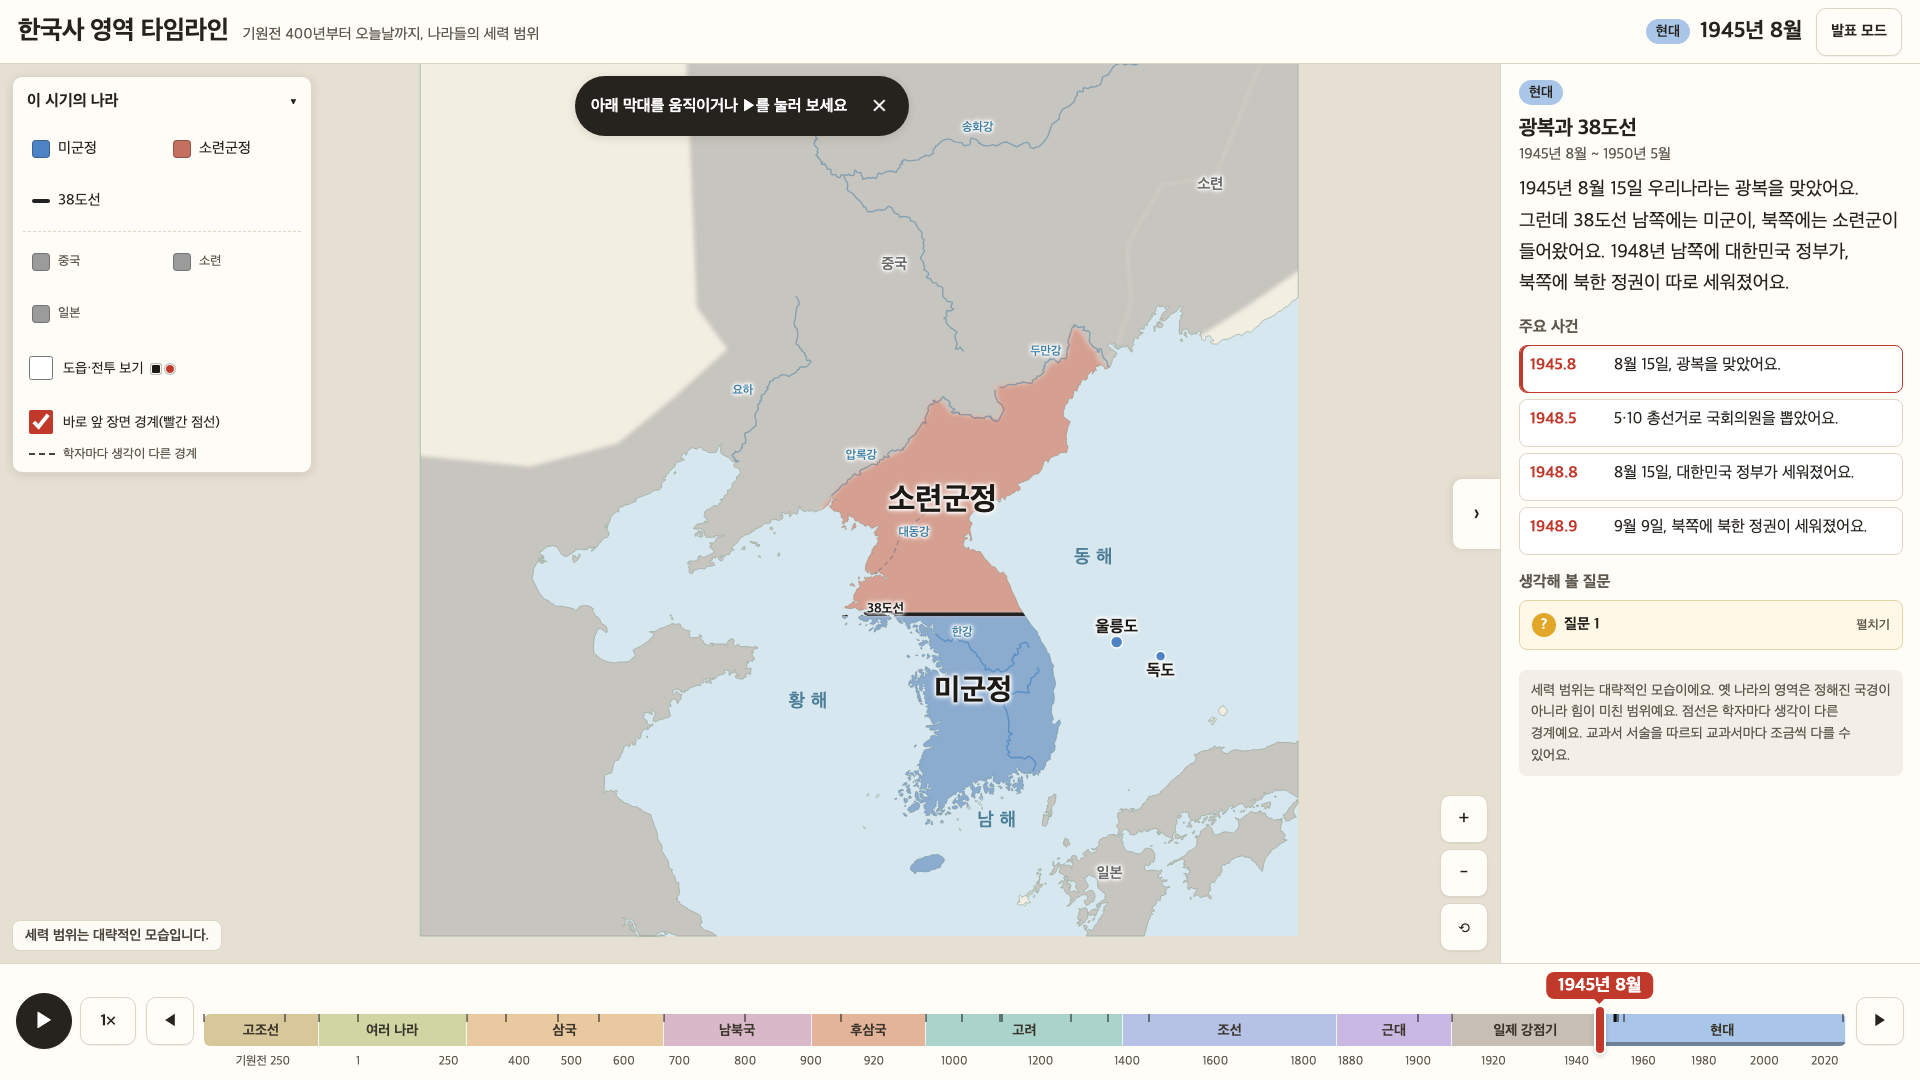 한국사 영역 타임라인
기원전 400년부터 오늘날까지, 나라들의 세력 범위
현대
1945년 8월
발표 모드
이 시기의 나라
미군정
소련군정
38도선
중국
소련
일본
도읍·전투 보기
바로 앞 장면 경계(빨간 점선)
학자마다 생각이 다른 경계
아래 막대를 움직이거나 ▶를 눌러 보세요
송화강
소련
중국
두만강
요하
압록강
소련군정
대동강
동해
38도선
한강
울릉도
독도
미군정
황해
남해
일본
세력 범위는 대략적인 모습입니다.
현대
광복과 38도선
1945년 8월 ~ 1950년 5월
1945년 8월 15일 우리나라는 광복을 맞았어요.
그런데 38도선 남쪽에는 미군이, 북쪽에는 소련군이
들어왔어요. 1948년 남쪽에 대한민국 정부가,
북쪽에 북한 정권이 따로 세워졌어요.
주요 사건
1945.8 8월 15일, 광복을 맞았어요.
1948.5 5·10 총선거로 국회의원을 뽑았어요.
1948.8 8월 15일, 대한민국 정부가 세워졌어요.
1948.9 9월 9일, 북쪽에 북한 정권이 세워졌어요.
생각해 볼 질문
? 질문 1 펼치기
세력 범위는 대략적인 모습이에요. 옛 나라의 영역은 정해진 국경이
아니라 힘이 미친 범위예요. 점선은 학자마다 생각이 다른
경계예요. 교과서 서술을 따르되 교과서마다 조금씩 다를 수
있어요.
1945년 8월
1×
고조선 여러 나라 삼국 남북국 후삼국 고려 조선 근대 일제 강점기 현대
기원전 250 1 250 400 500 600 700 800 900 920 1000 1200 1400 1600 1800 1880 1900 1920 1940 1960 1980 2000 2020